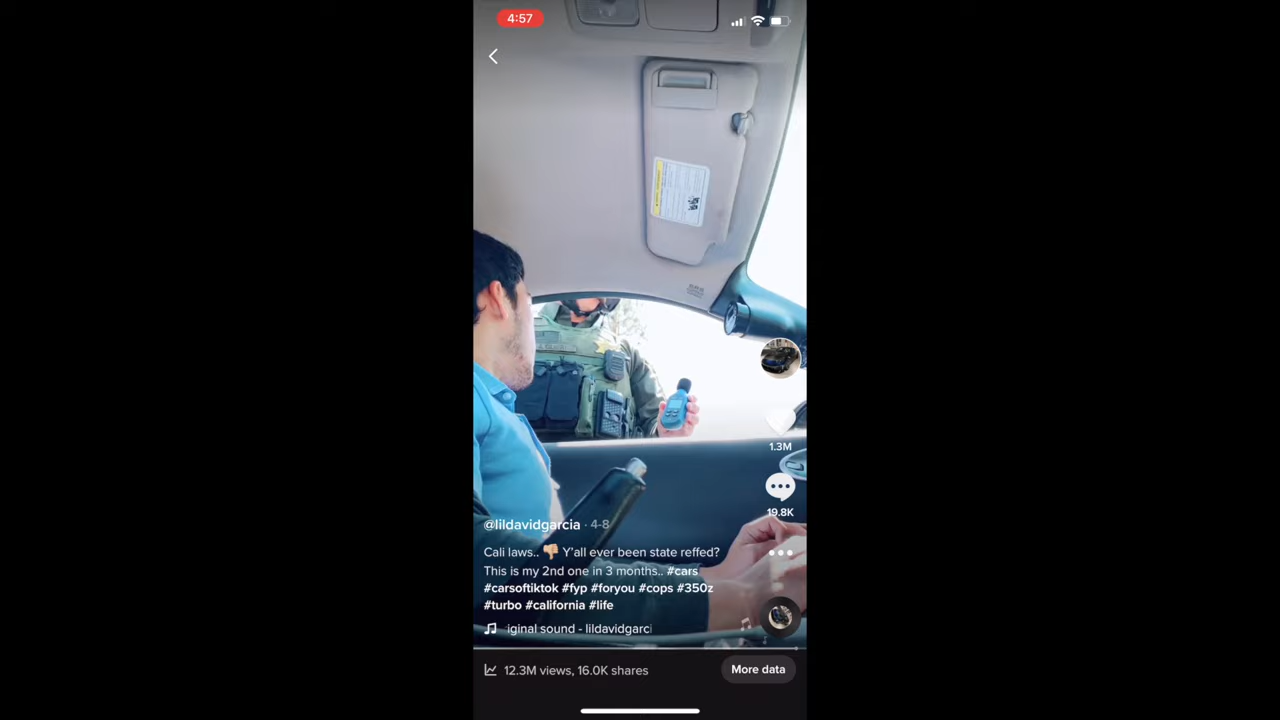 4:57
1.3M
19.8K
@lildavidgarcia · 4-8
Cali laws.. 👎 Y'all ever been state reffed?
This is my 2nd one in 3 months.. #cars
#carsoftiktok #fyp #foryou #cops #350z
#turbo #california #life
iginal sound - lildavidgarci
12.3M views, 16.0K shares
More data